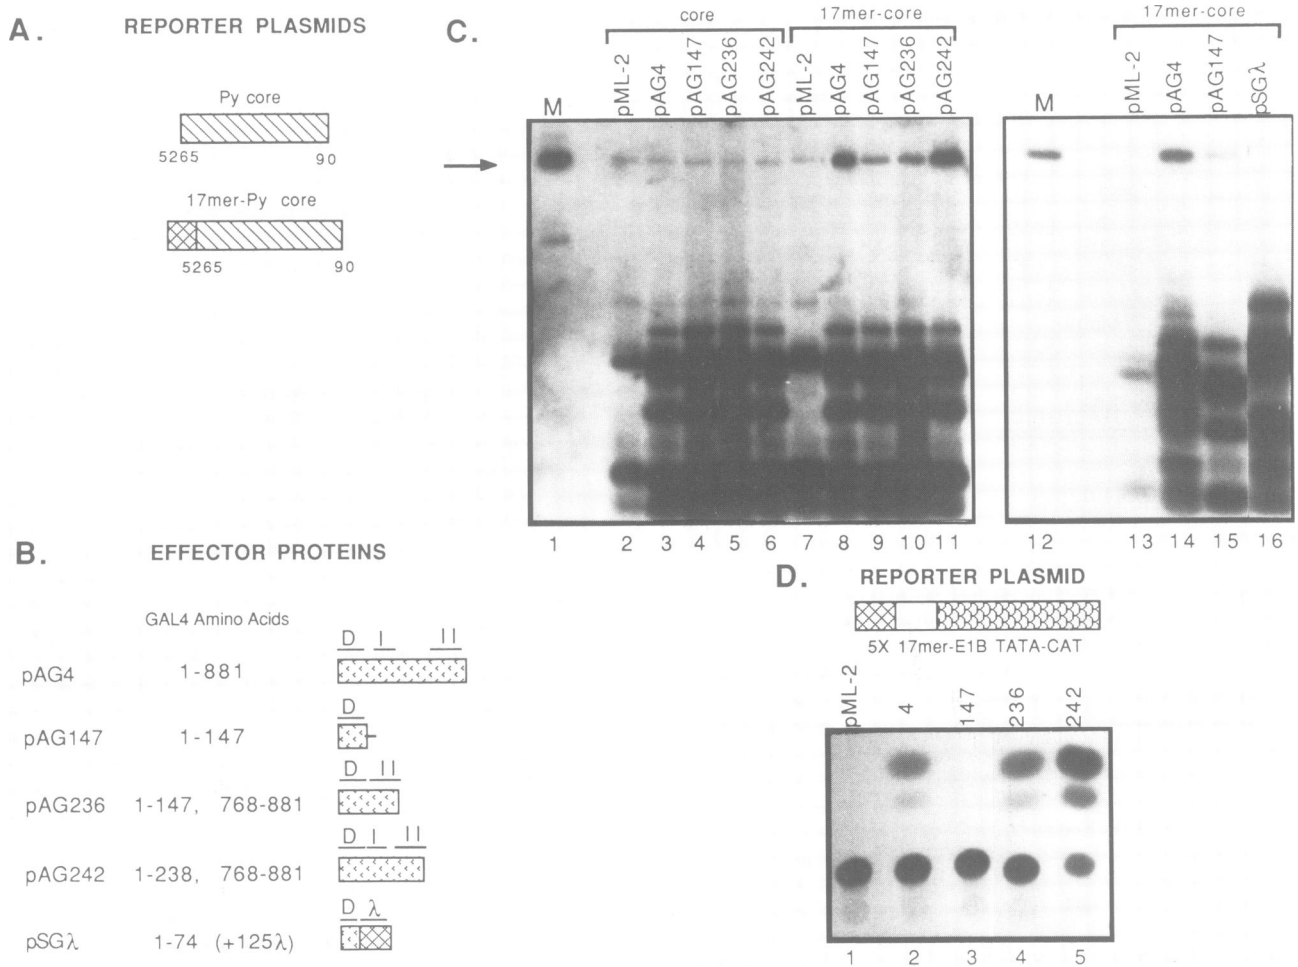 A. REPORTER PLASMIDS
Py core
5265 90
17mer-Py core
5265 90
B. EFFECTOR PROTEINS
GAL4 Amino Acids
D I II
pAG4 1-881
D
pAG147 1-147
D II
pAG236 1-147, 768-881
D I II
pAG242 1-238, 768-881
D λ
pSGλ 1-74 (+125λ)
C.
core 17mer-core
M pML-2 pAG4 pAG147 pAG236 pAG242 pML-2 pAG4 pAG147 pAG236 pAG242
1 2 3 4 5 6 7 8 9 10 11
17mer-core
M pML-2 pAG4 pAG147 pSGλ
12 13 14 15 16
D. REPORTER PLASMID
5X 17mer-E1B TATA-CAT
pML-2 4 147 236 242
1 2 3 4 5